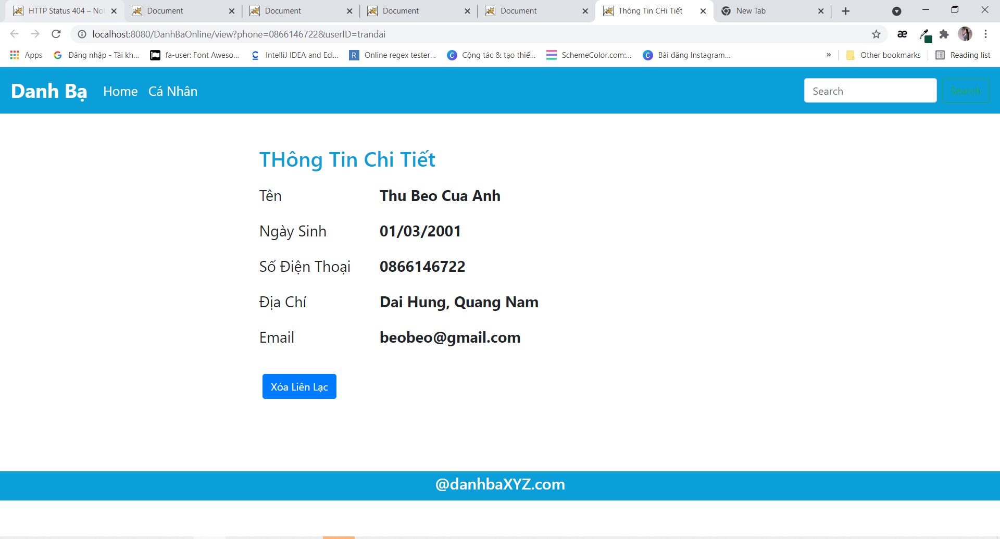 HTTP Status 404 – Not
Document
Document
Document
Document
Thông Tin CHi Tiết
New Tab
localhost:8080/DanhBaOnline/view?phone=0866146722&userID=trandai
Apps
Đăng nhập - Tài kh...
fa-user: Font Aweso...
IntelliJ IDEA and Ecl...
R
Online regex tester...
Cộng tác & tạo thiế...
SchemeColor.com:...
Bài đăng Instagram...
»
Other bookmarks
Reading list
Danh Bạ
Home
Cá Nhân
Search
Search
THông Tin Chi Tiết
Tên Thu Beo Cua Anh
Ngày Sinh 01/03/2001
Số Điện Thoại 0866146722
Địa Chỉ Dai Hung, Quang Nam
Email beobeo@gmail.com
Xóa Liên Lạc
@danhbaXYZ.com